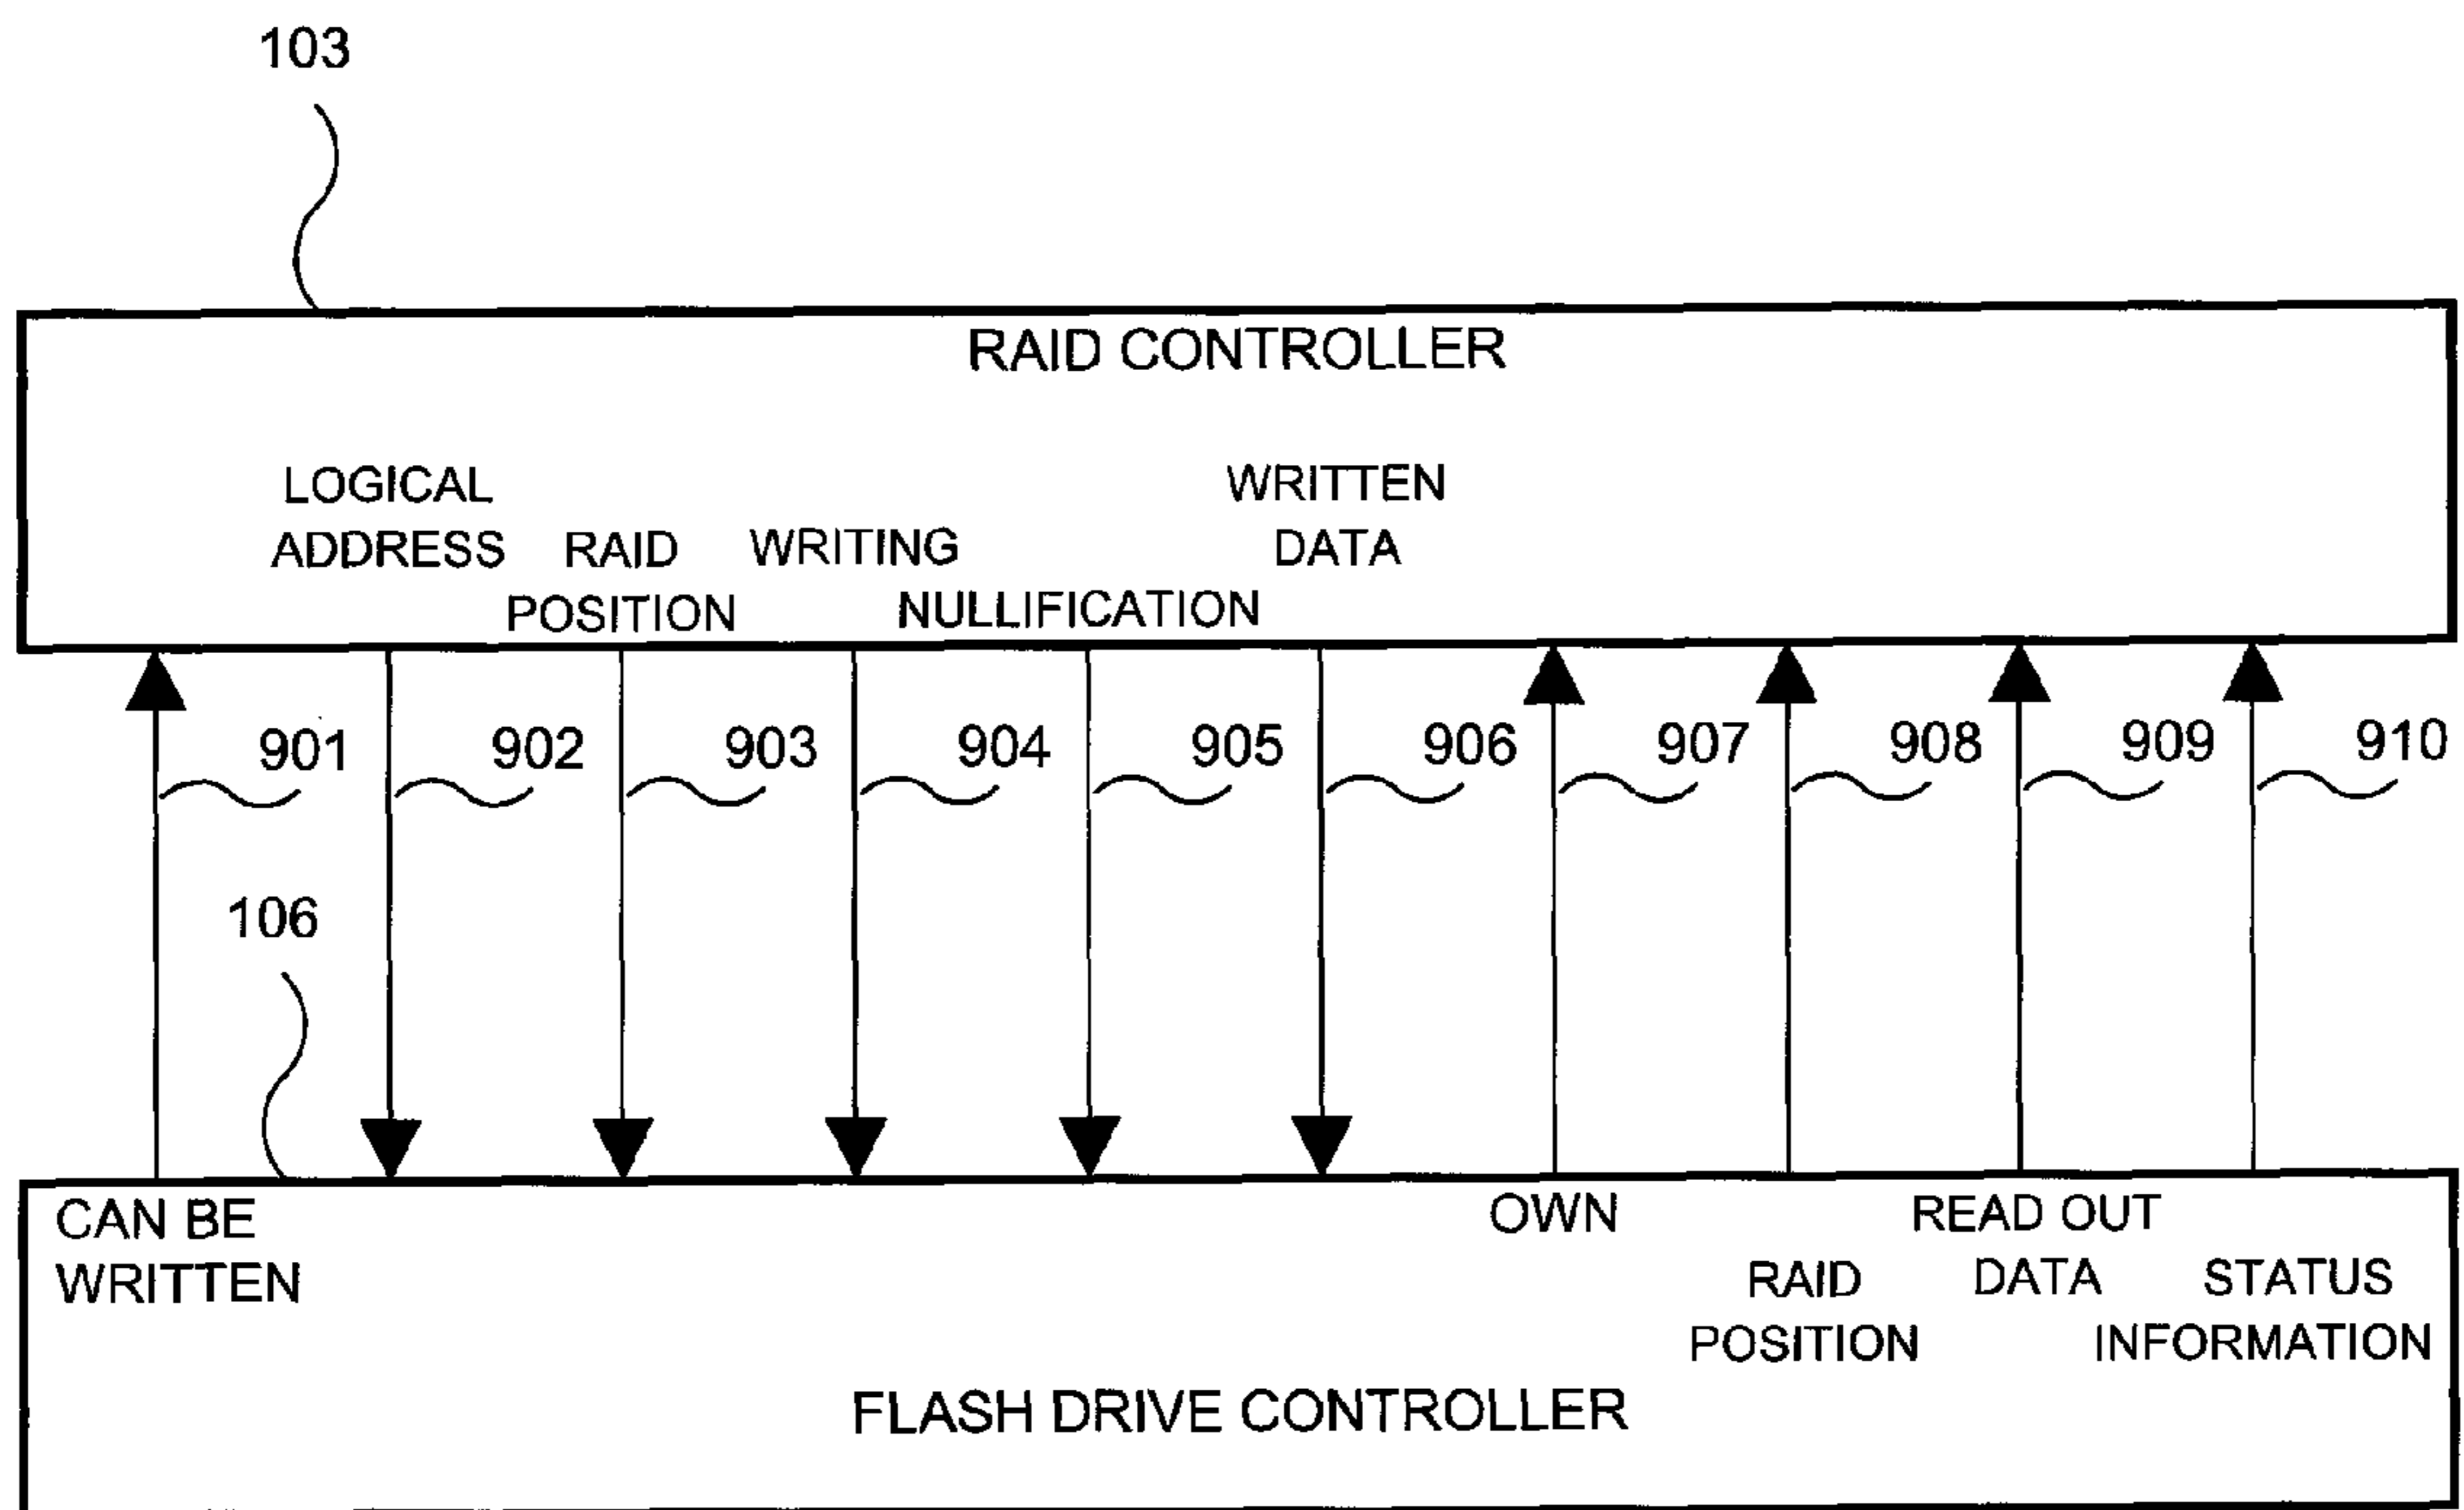 103
RAID CONTROLLER
LOGICAL
ADDRESS
RAID
POSITION
WRITING
NULLIFICATION
WRITTEN
DATA
901
902
903
904
905
906
907
908
909
910
106
CAN BE
WRITTEN
OWN
RAID
POSITION
READ OUT
DATA
STATUS
INFORMATION
FLASH DRIVE CONTROLLER